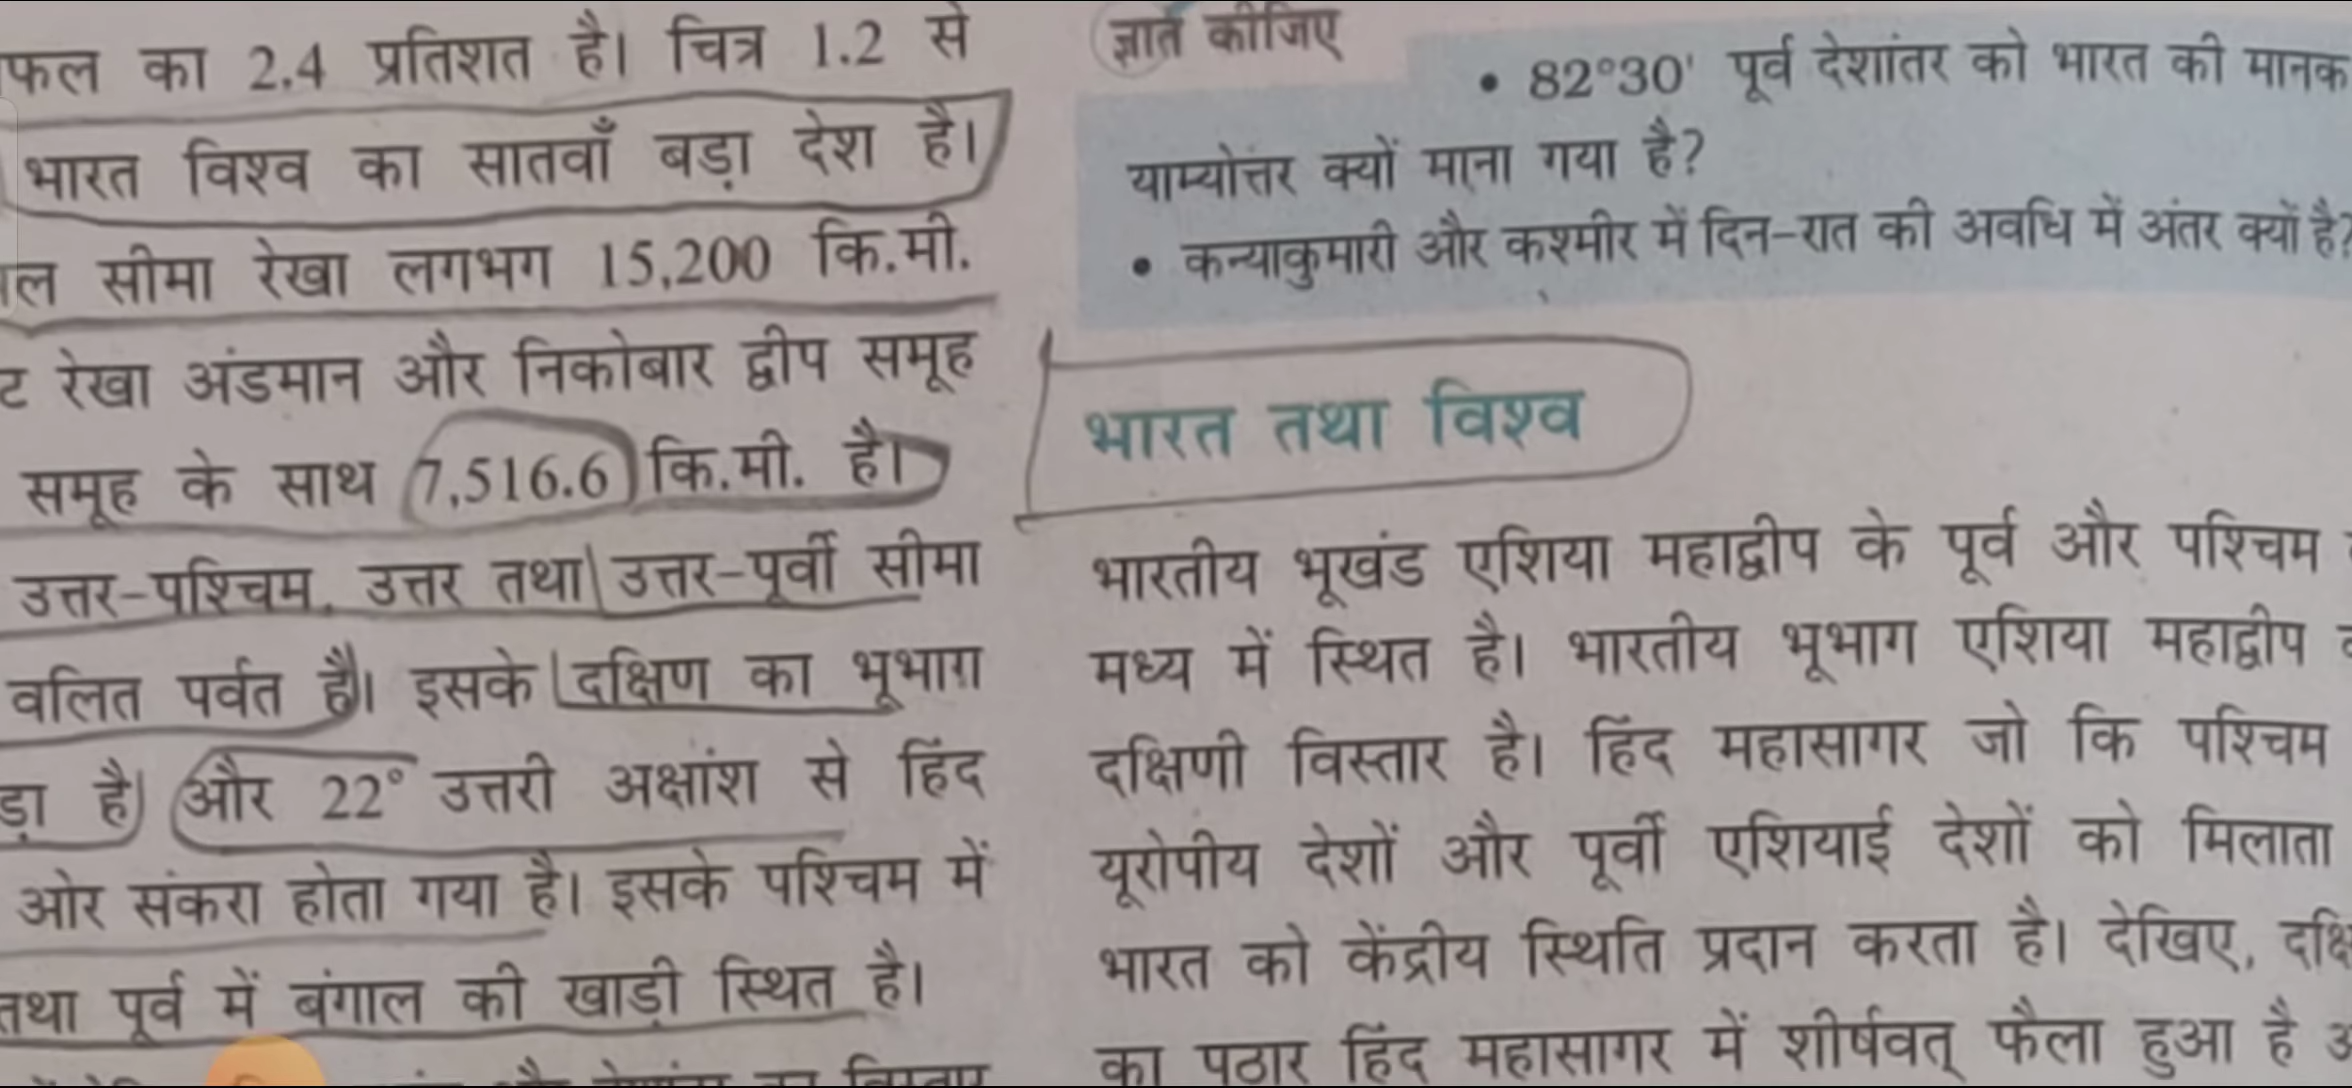 फल का 2.4 प्रतिशत है। चित्र 1.2 से
भारत विश्व का सातवाँ बड़ा देश है।
सीमा रेखा लगभग 15,200 कि.मी.
रेखा अंडमान और निकोबार द्वीप समूह
समूह के साथ 7,516.6 कि.मी. है।
उत्तर-पश्चिम, उत्तर तथा उत्तर-पूर्वी सीमा
वलित पर्वत है। इसके दक्षिण का भूभाग
है। और 22° उत्तरी अक्षांश से हिंद
ओर संकरा होता गया है। इसके पश्चिम में
तथा पूर्व में बंगाल की खाड़ी स्थित है।
ज्ञात कीजिए
• 82°30' पूर्व देशांतर को भारत की मानक
याम्योत्तर क्यों माना गया है?
• कन्याकुमारी और कश्मीर में दिन-रात की अवधि में अंतर क्यों है?
भारत तथा विश्व
भारतीय भूखंड एशिया महाद्वीप के पूर्व और पश्चिम
मध्य में स्थित है। भारतीय भूभाग एशिया महाद्वीप
दक्षिणी विस्तार है। हिंद महासागर जो कि पश्चिम
यूरोपीय देशों और पूर्वी एशियाई देशों को मिलाता
भारत को केंद्रीय स्थिति प्रदान करता है। देखिए,
का पठार हिंद महासागर में शीर्षवत् फैला हुआ है